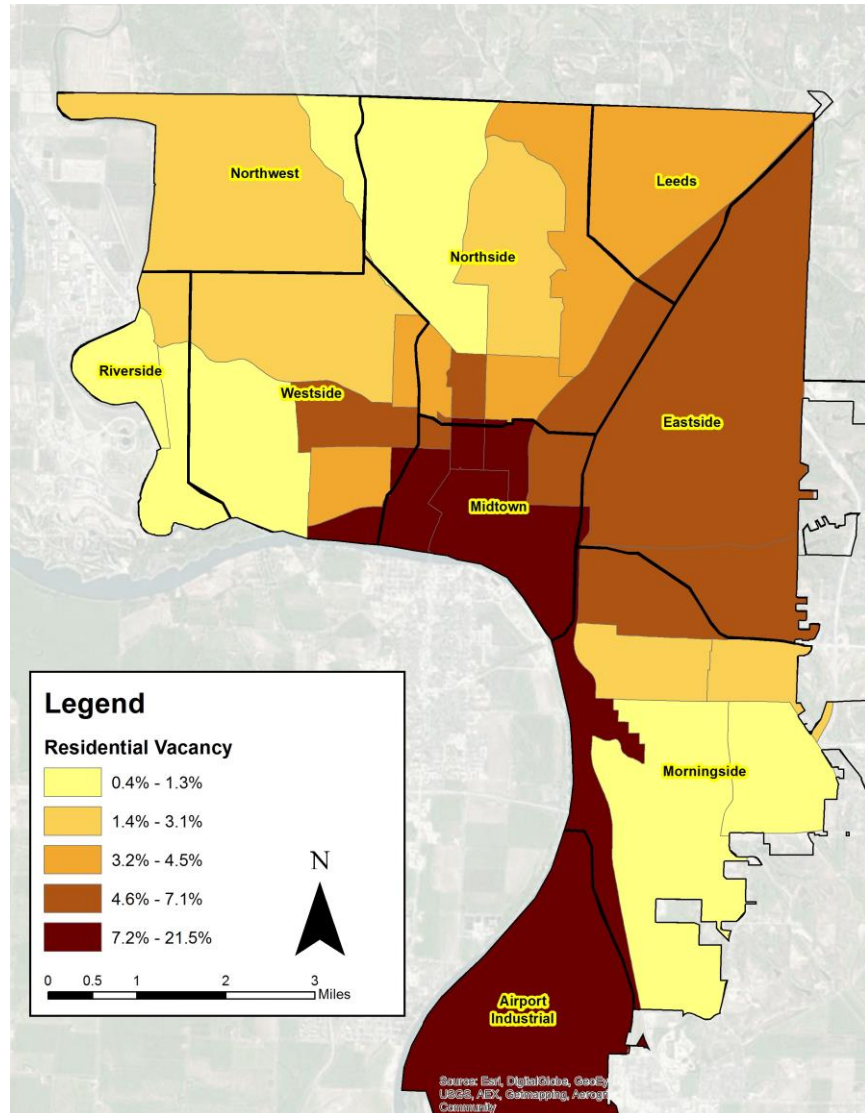 Northwest
Leeds
Northside
Riverside
Westside
Eastside
Midtown
Morningside
Airport
Industrial
Legend
Residential Vacancy
0.4% - 1.3%
1.4% - 3.1%
3.2% - 4.5%
4.6% - 7.1%
7.2% - 21.5%
N
0 0.5 1 2 3
Miles
Source: Esri, DigitalGlobe, GeoEy
USGS, AEX, Getmapping, Aerogri
Community